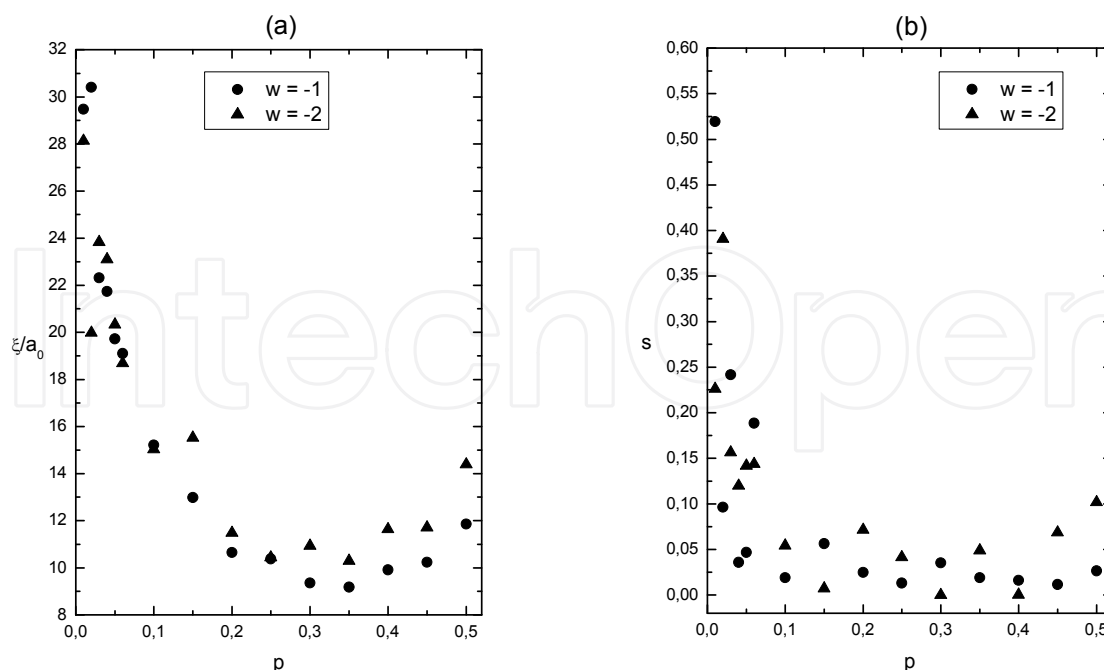 (a)
32
30
28
26
24
22
20
18
16
14
12
10
8
ξ/a0
w = -1
w = -2
0,0 0,1 0,2 0,3 0,4 0,5
p
(b)
0,60
0,55
0,50
0,45
0,40
0,35
0,30
0,25
0,20
0,15
0,10
0,05
0,00
s
w = -1
w = -2
0,0 0,1 0,2 0,3 0,4 0,5
p
IntechOpen